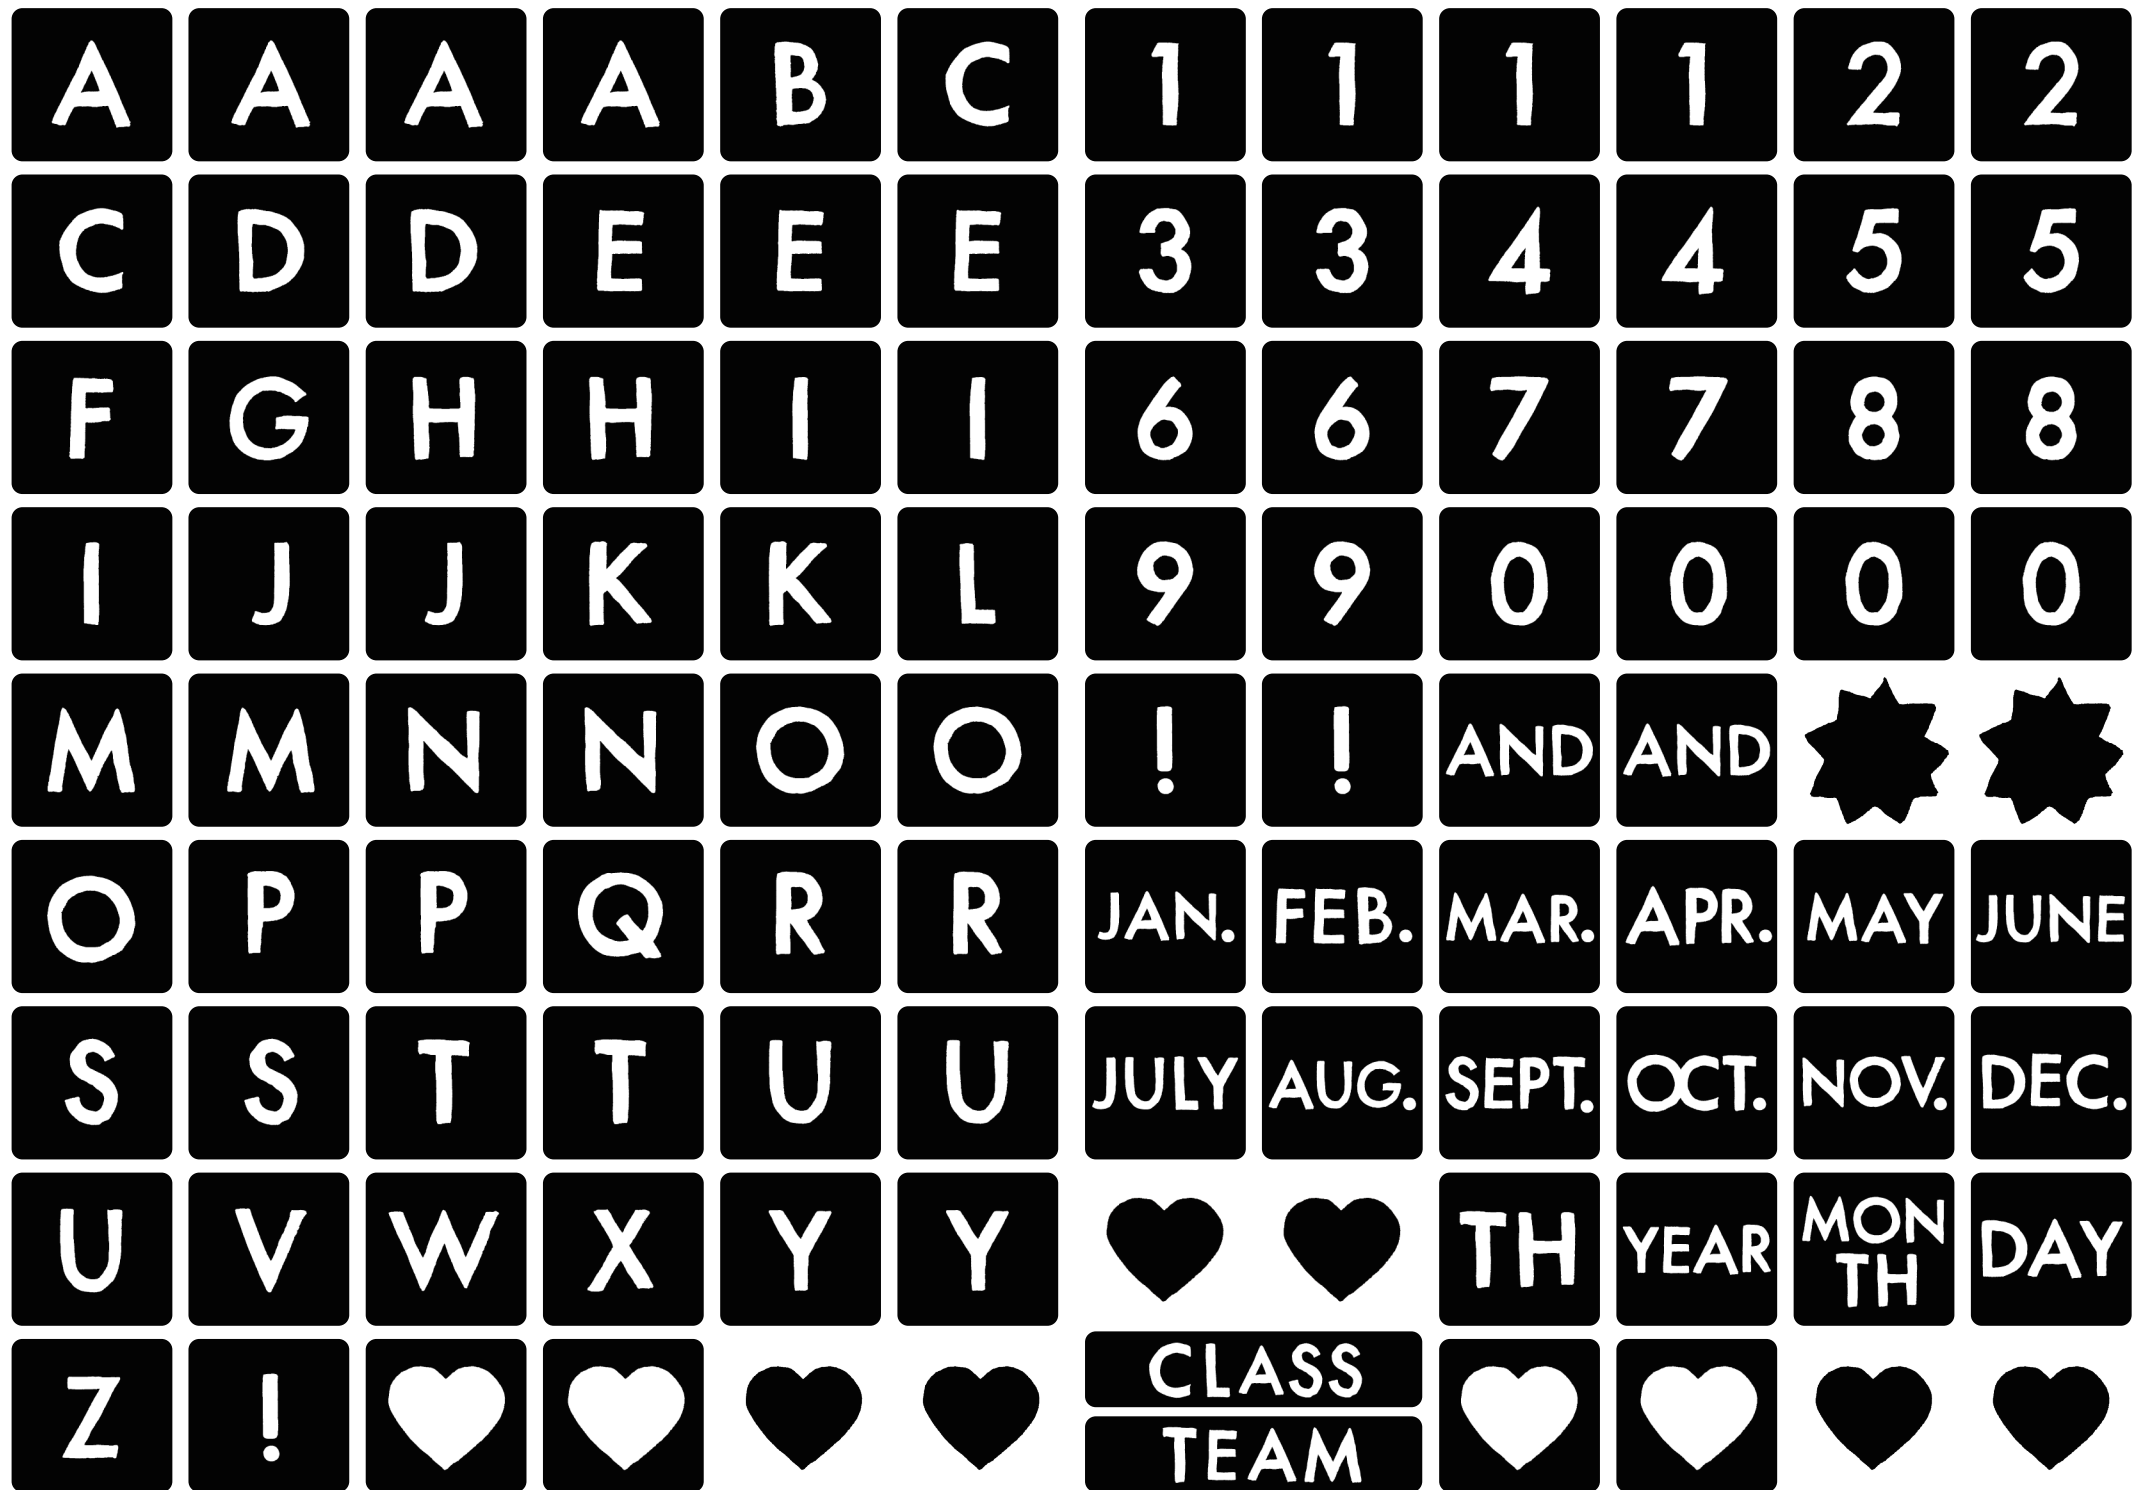 A A A A B C 1 1 1 1 2 2
C D D E E E 3 3 4 4 5 5
F G H H I I 6 6 7 7 8 8
I J J K K L 9 9 0 0 0 0
M M N N O O ! ! AND AND
O P P Q R R JAN. FEB. MAR. APR. MAY JUNE
S S T T U U JULY AUG. SEPT. OCT. NOV. DEC.
U V W X Y Y TH YEAR MON TH DAY
Z !
CLASS
TEAM